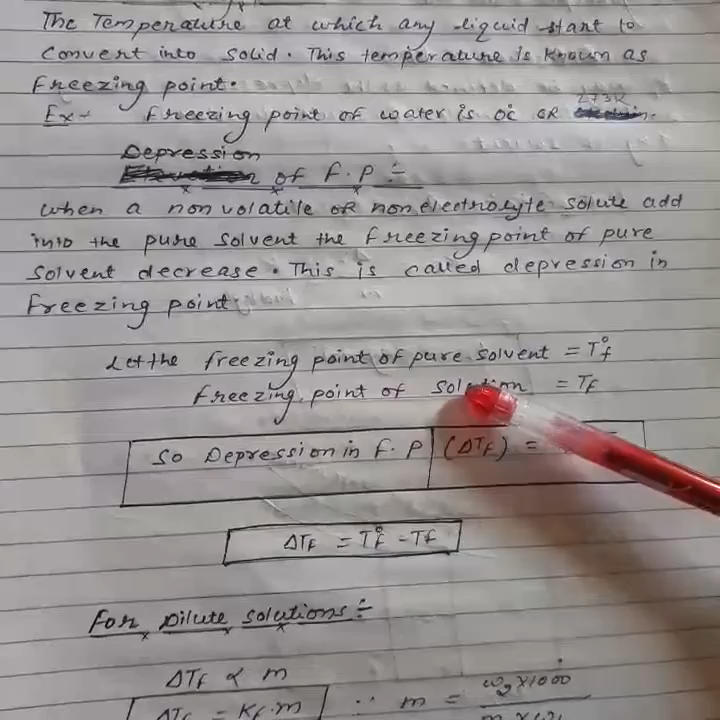 The Temperature at which any liquid start to
convert into solid. This temperature is known as
freezing point.
Ex- freezing point of water is 0°C OR 273K
Depression
of F.P ÷
when a non volatile OR non electrolyte solute add
into the pure solvent the freezing point of pure
solvent decrease. This is called depression in
freezing point.
Let the freezing point of pure solvent = T°f
freezing point of solution = Tf
So Depression in F.P (ΔTf) =
ΔTf = T°f - Tf
For Dilute solutions ÷
ΔTf ∝ m
ΔTf = Kf.m ∵ m = w2×1000